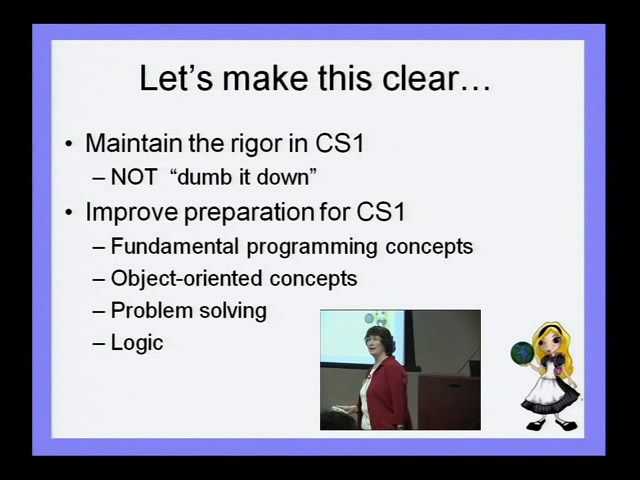 Let's make this clear…
• Maintain the rigor in CS1
– NOT “dumb it down”
• Improve preparation for CS1
– Fundamental programming concepts
– Object-oriented concepts
– Problem solving
– Logic